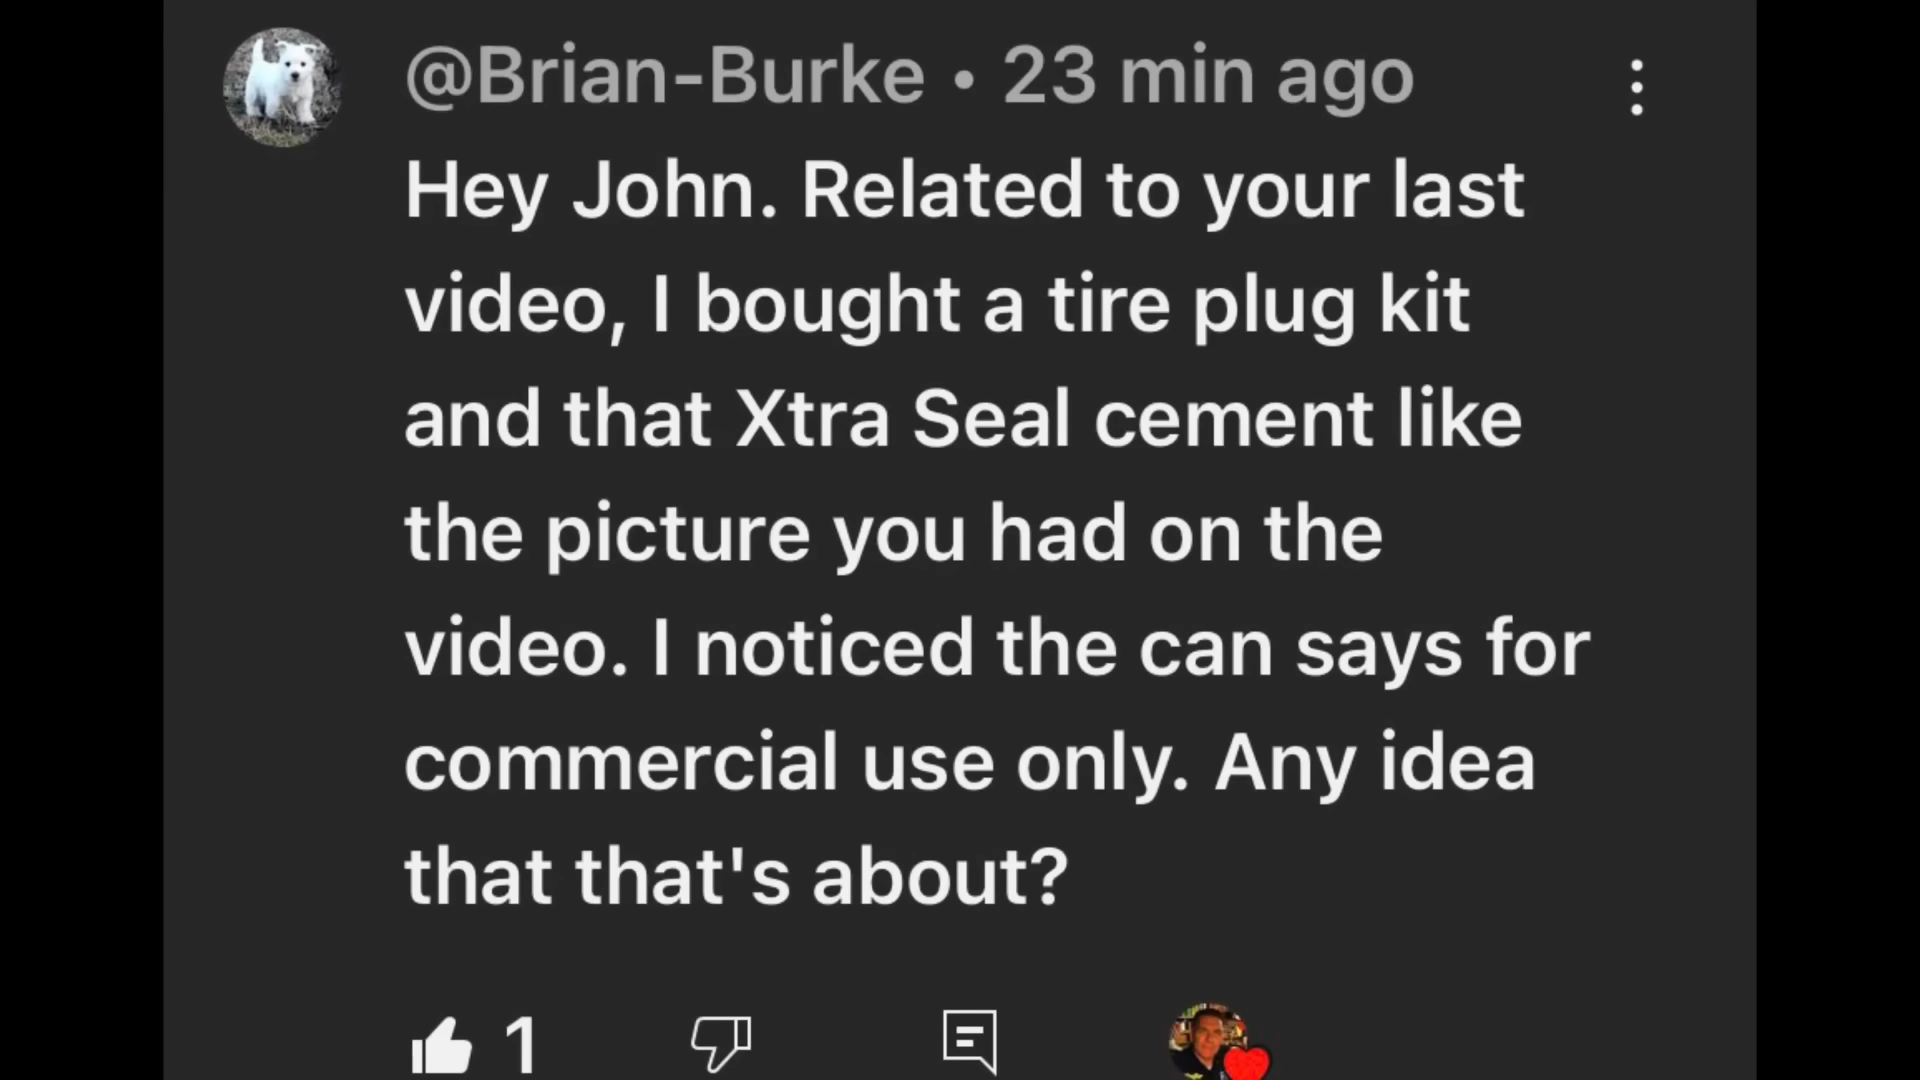 @Brian-Burke • 23 min ago
Hey John. Related to your last
video, I bought a tire plug kit
and that Xtra Seal cement like
the picture you had on the
video. I noticed the can says for
commercial use only. Any idea
that that's about?
1